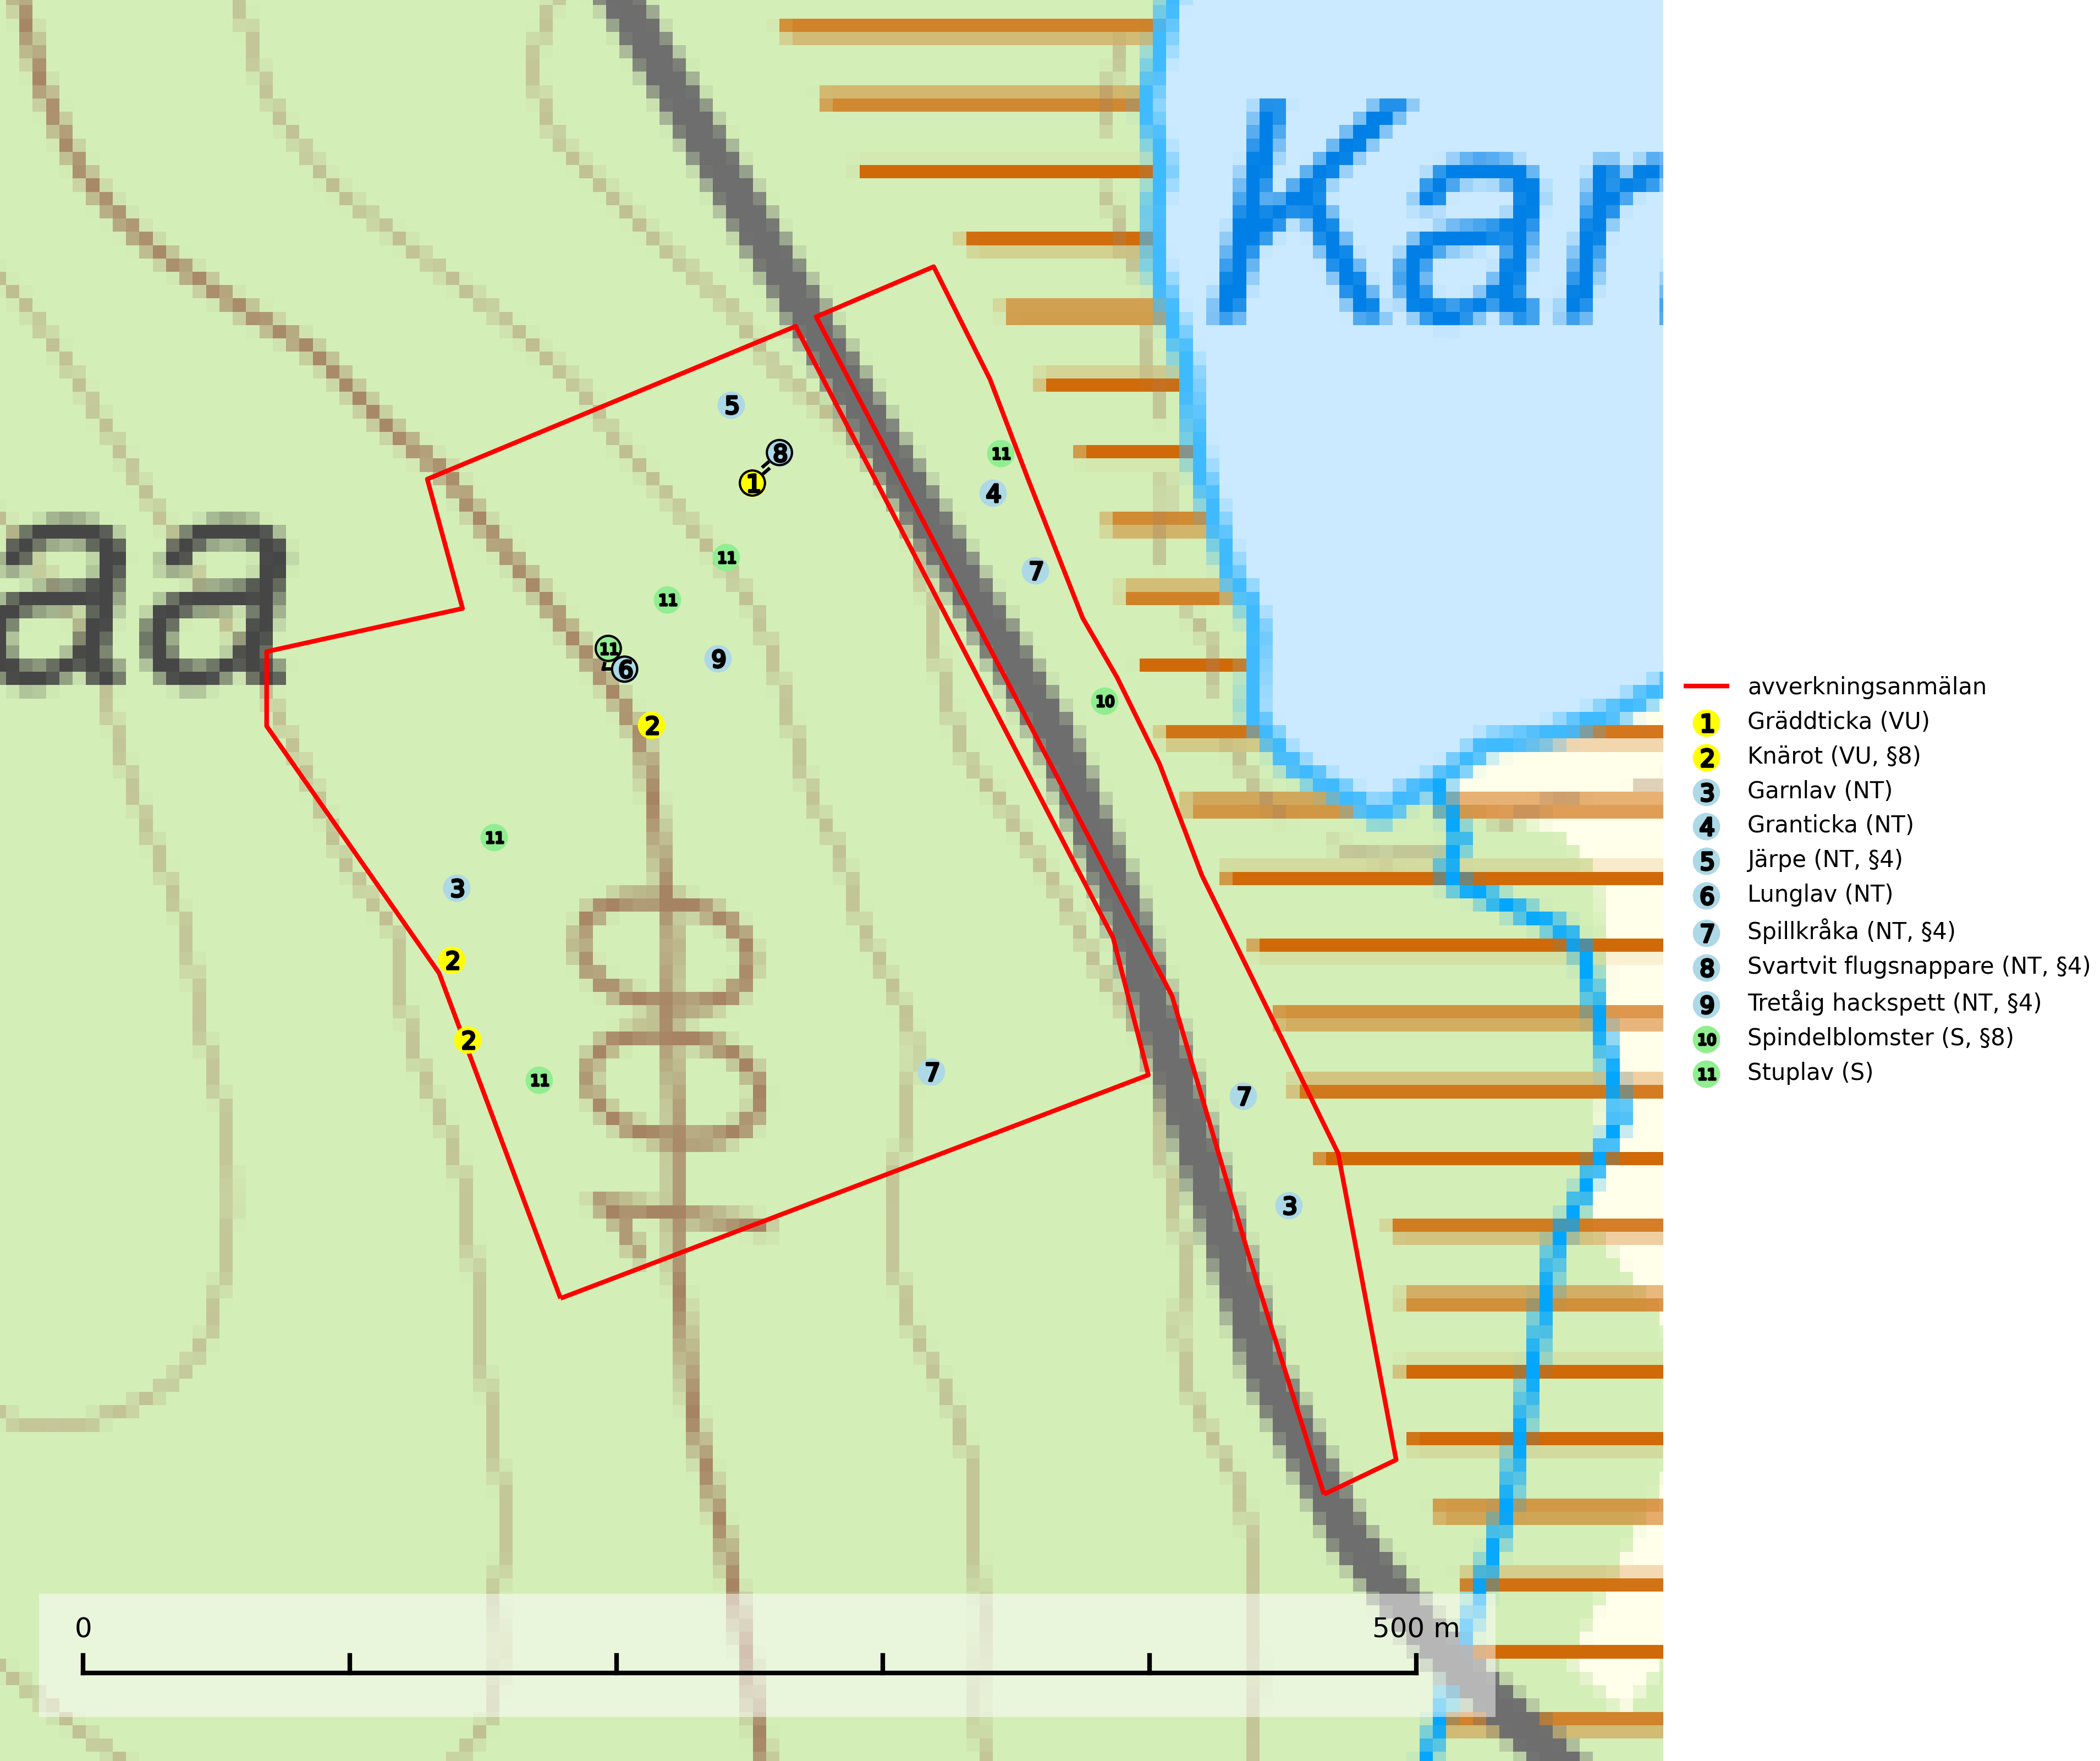 Kar
5
8
1
11
4
11
7
11
11
9
6
10
2
11
3
2
2
11
7
7
3
aa
100
0
500 m
avverkningsanmälan
1 Gräddticka (VU)
2 Knärot (VU, §8)
3 Garnlav (NT)
4 Granticka (NT)
5 Järpe (NT, §4)
6 Lunglav (NT)
7 Spillkråka (NT, §4)
8 Svartvit flugsnappare (NT, §4)
9 Tretåig hackspett (NT, §4)
10 Spindelblomster (S, §8)
11 Stuplav (S)